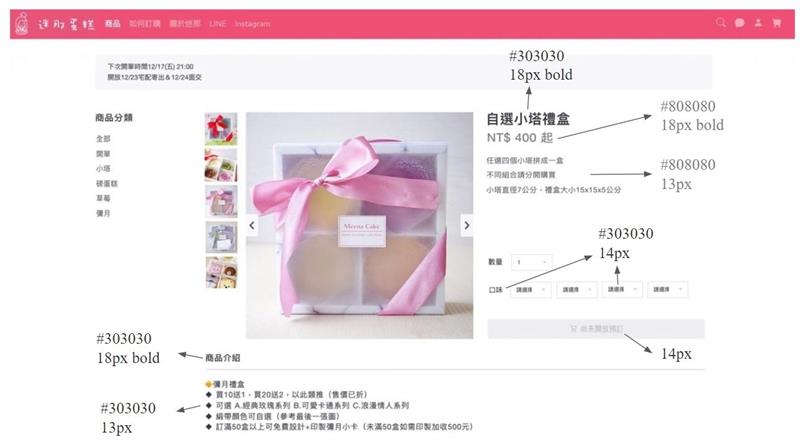 迷那蛋糕 商品 如何訂購 關於迷那 LINE Instagram
下次開單時間12/17(五) 21:00
開放12/23宅配寄出&12/24面交
商品分類
全部
開單
小塔
磅蛋糕
草莓
彌月
Meena Cake
#303030
18px bold
自選小塔禮盒
NT$ 400 起
#808080
18px bold
任選四個小塔拼成一盒
不同組合請分開購買
小塔直徑7公分，禮盒大小15x15x5公分
#808080
13px
#303030
14px
數量 1
口味 請選擇 請選擇 請選擇 請選擇
尚未開放預訂
14px
#303030
18px bold
商品介紹
🔶彌月禮盒
◆ 買10送1，買20送2，以此類推（售價已折）
◆ 可選 A.經典玫瑰系列 B.可愛卡通系列 C.浪漫情人系列
◆ 緞帶顏色可自選（參考最後一張圖）
◆ 訂滿50盒以上可免費設計+印製彌月小卡（未滿50盒如需印製加收500元）
#303030
13px